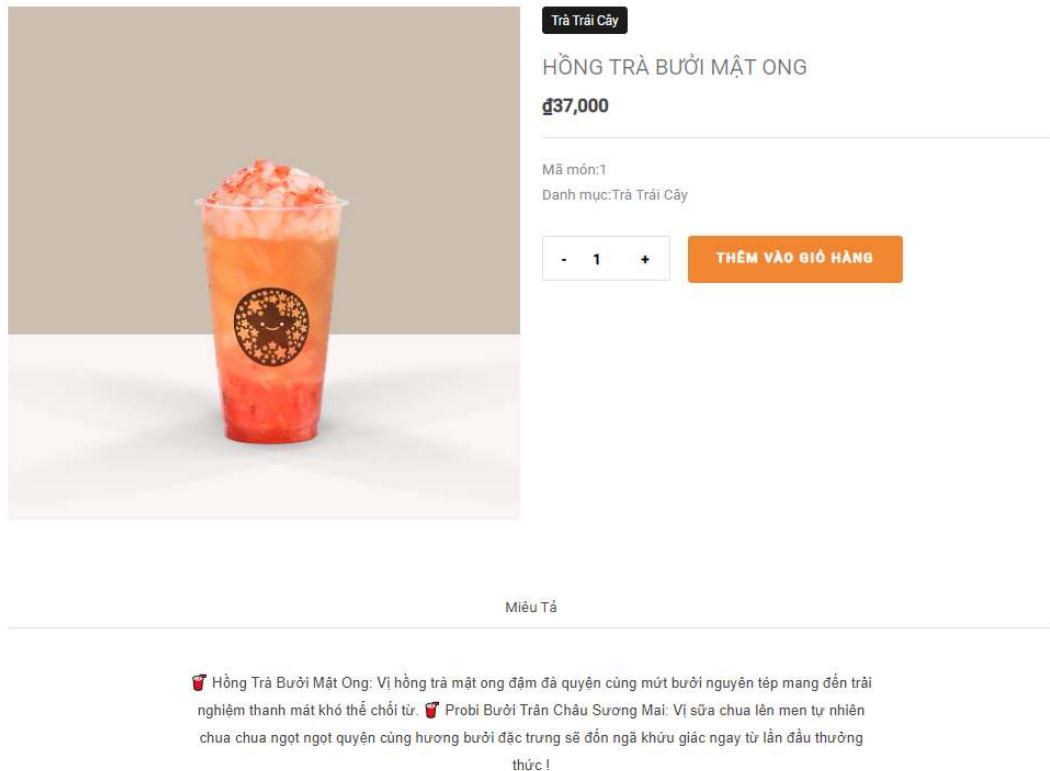 Trà Trái Cây
HỒNG TRÀ BƯỞI MẬT ONG
₫37,000
Mã món:1
Danh mục:Trà Trái Cây
- 1 +
THÊM VÀO GIỎ HÀNG
Miêu Tả
🥤 Hồng Trà Bưởi Mật Ong: Vị hồng trà mật ong đậm đà quyện cùng mứt bưởi nguyên tép mang đến trải
nghiệm thanh mát khó thể chối từ. 🥤 Probi Bưởi Trân Châu Sương Mai: Vị sữa chua lên men tự nhiên
chua chua ngọt ngọt quyện cùng hương bưởi đặc trưng sẽ đốn ngã khứu giác ngay từ lần đầu thưởng
thức !